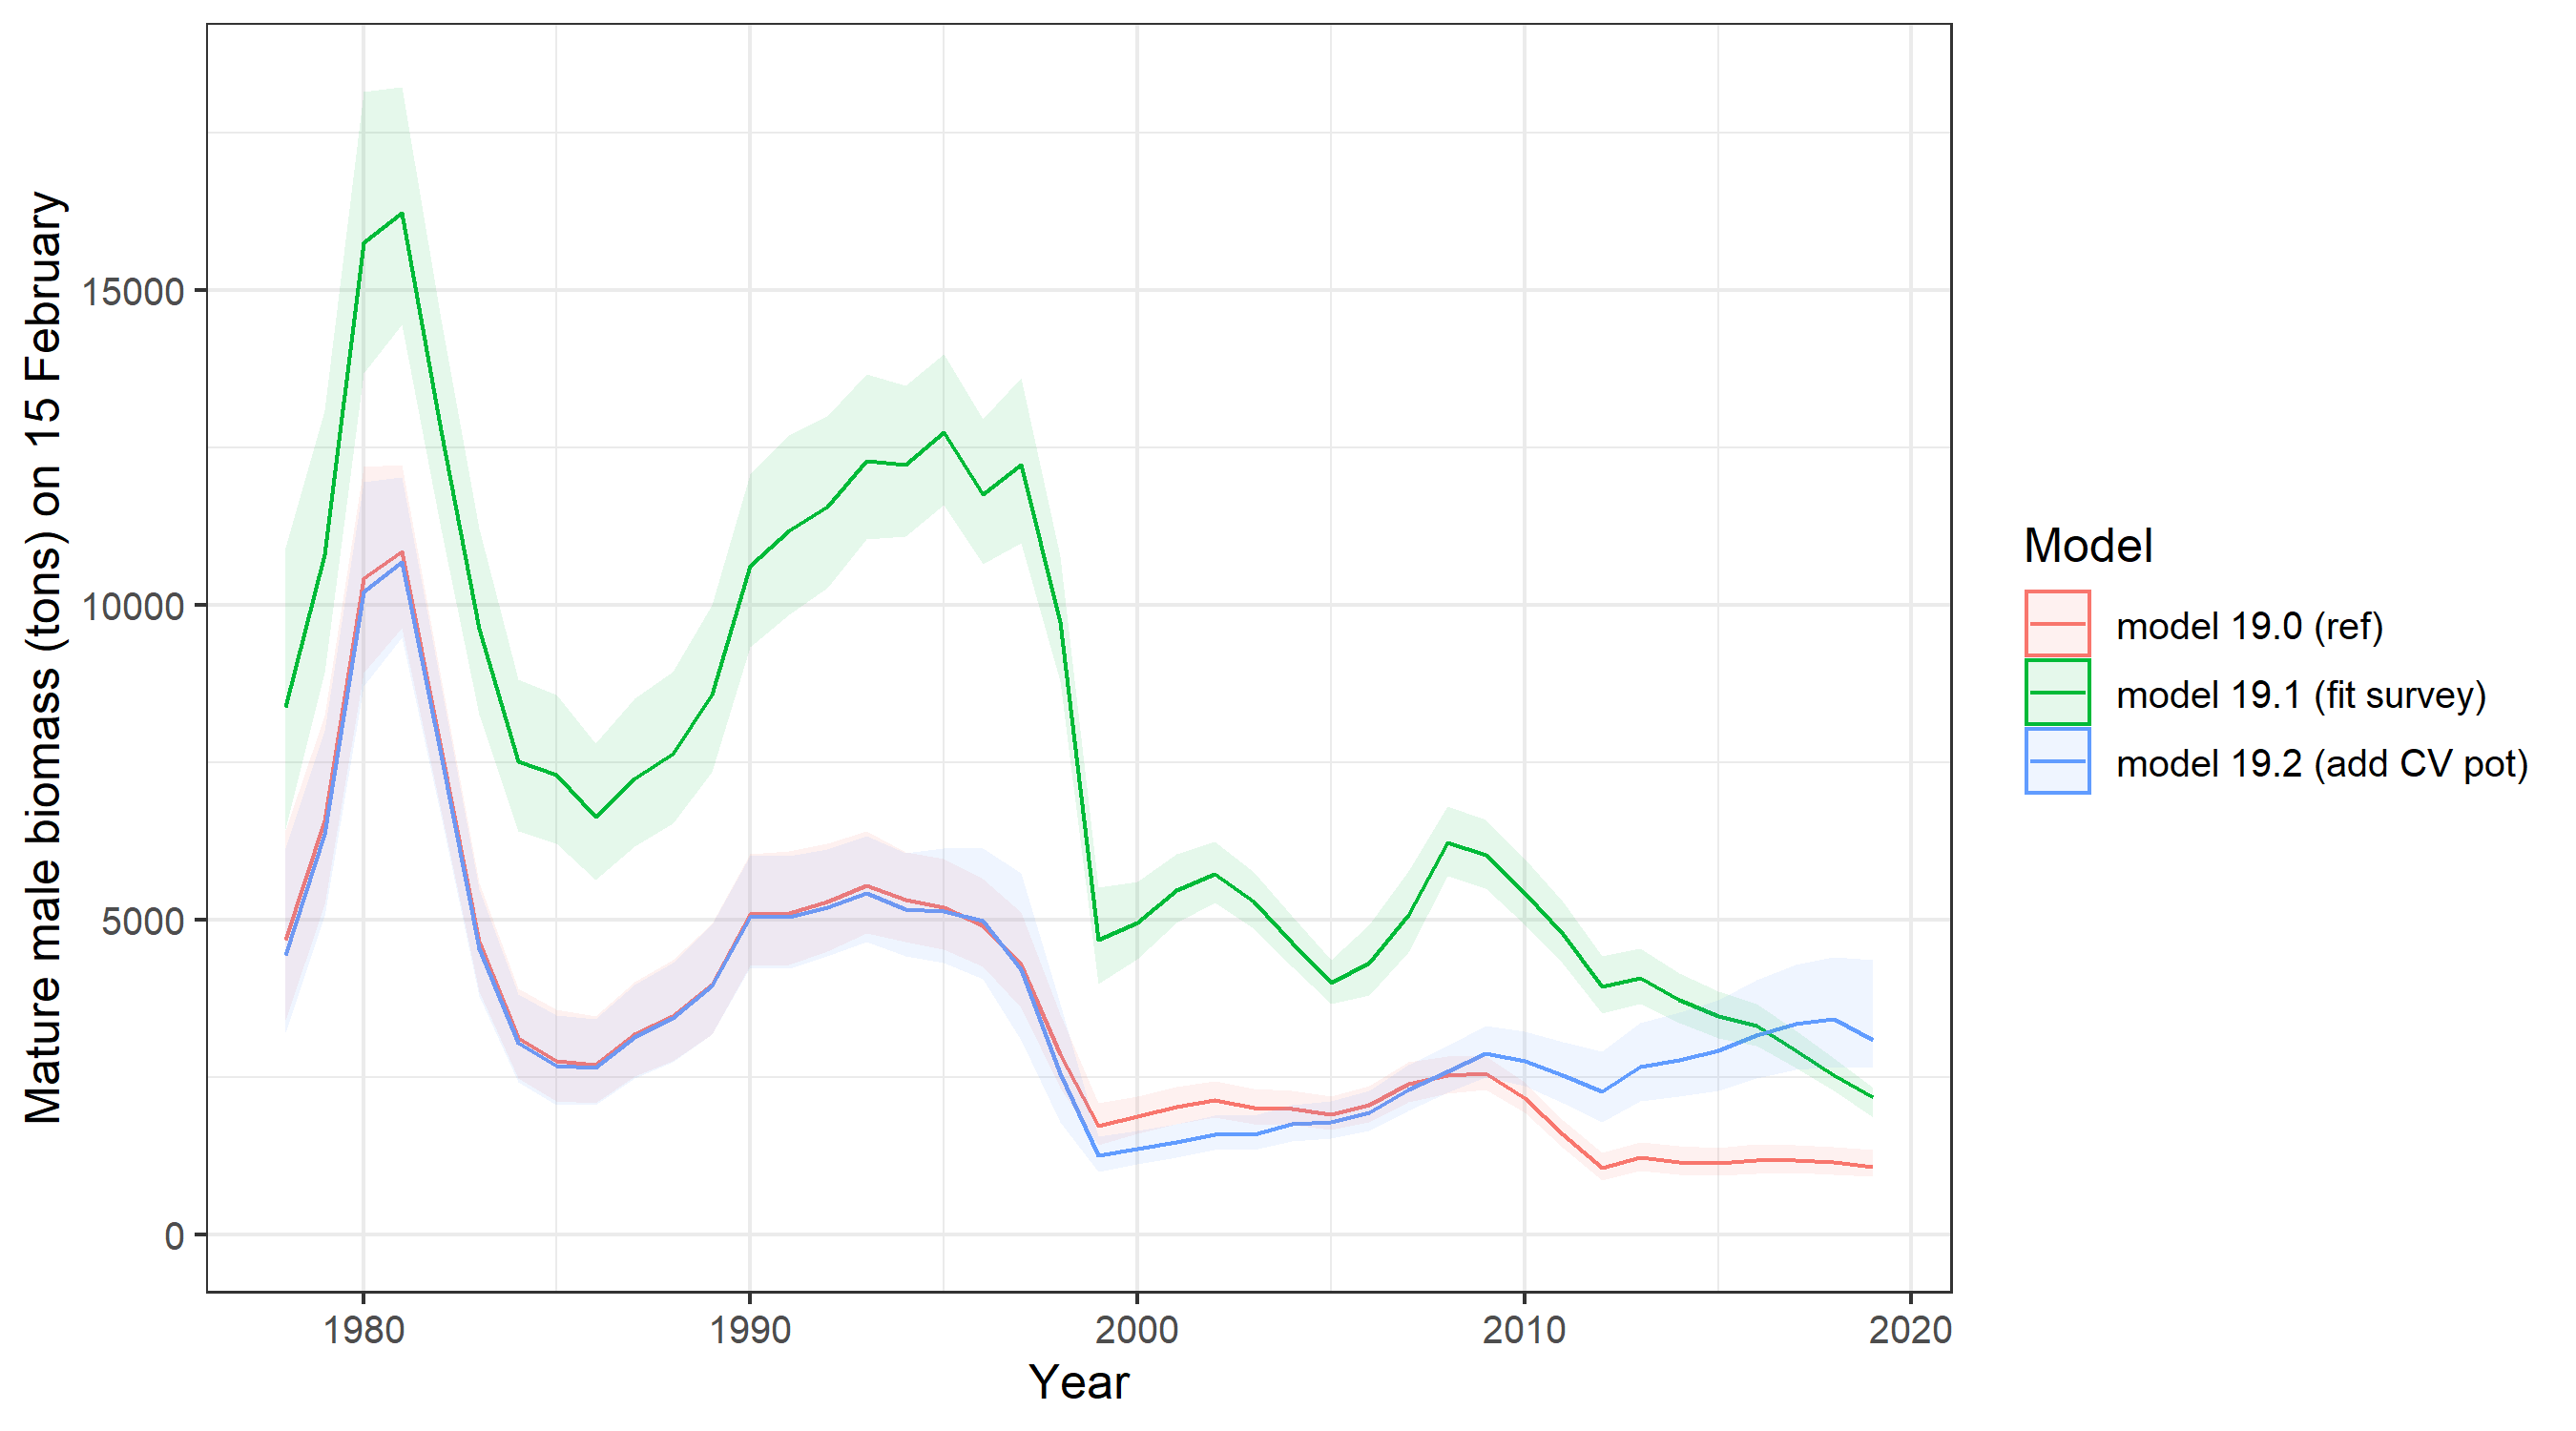 Mature male biomass (tons) on 15 February
15000
10000
5000
0
1980
1990
2000
2010
2020
Year
Model
model 19.0 (ref)
model 19.1 (fit survey)
model 19.2 (add CV pot)